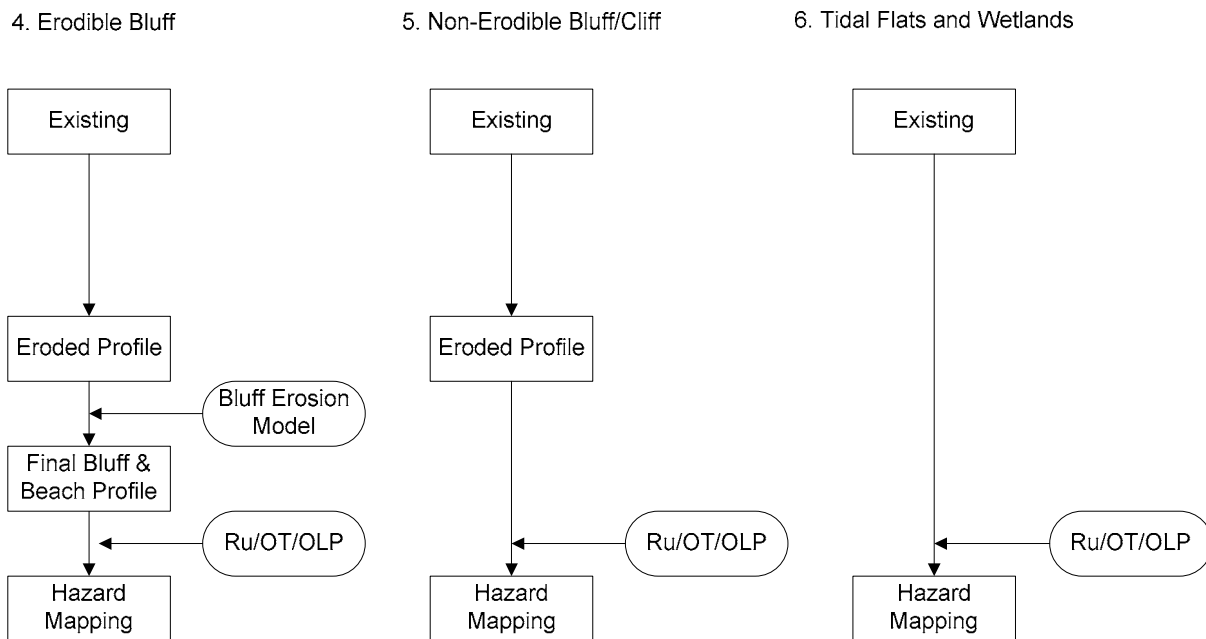 4. Erodible Bluff
Existing
Eroded Profile
Bluff Erosion
Model
Final Bluff &
Beach Profile
Ru/OT/OLP
Hazard
Mapping
5. Non-Erodible Bluff/Cliff
Existing
Eroded Profile
Ru/OT/OLP
Hazard
Mapping
6. Tidal Flats and Wetlands
Existing
Ru/OT/OLP
Hazard
Mapping